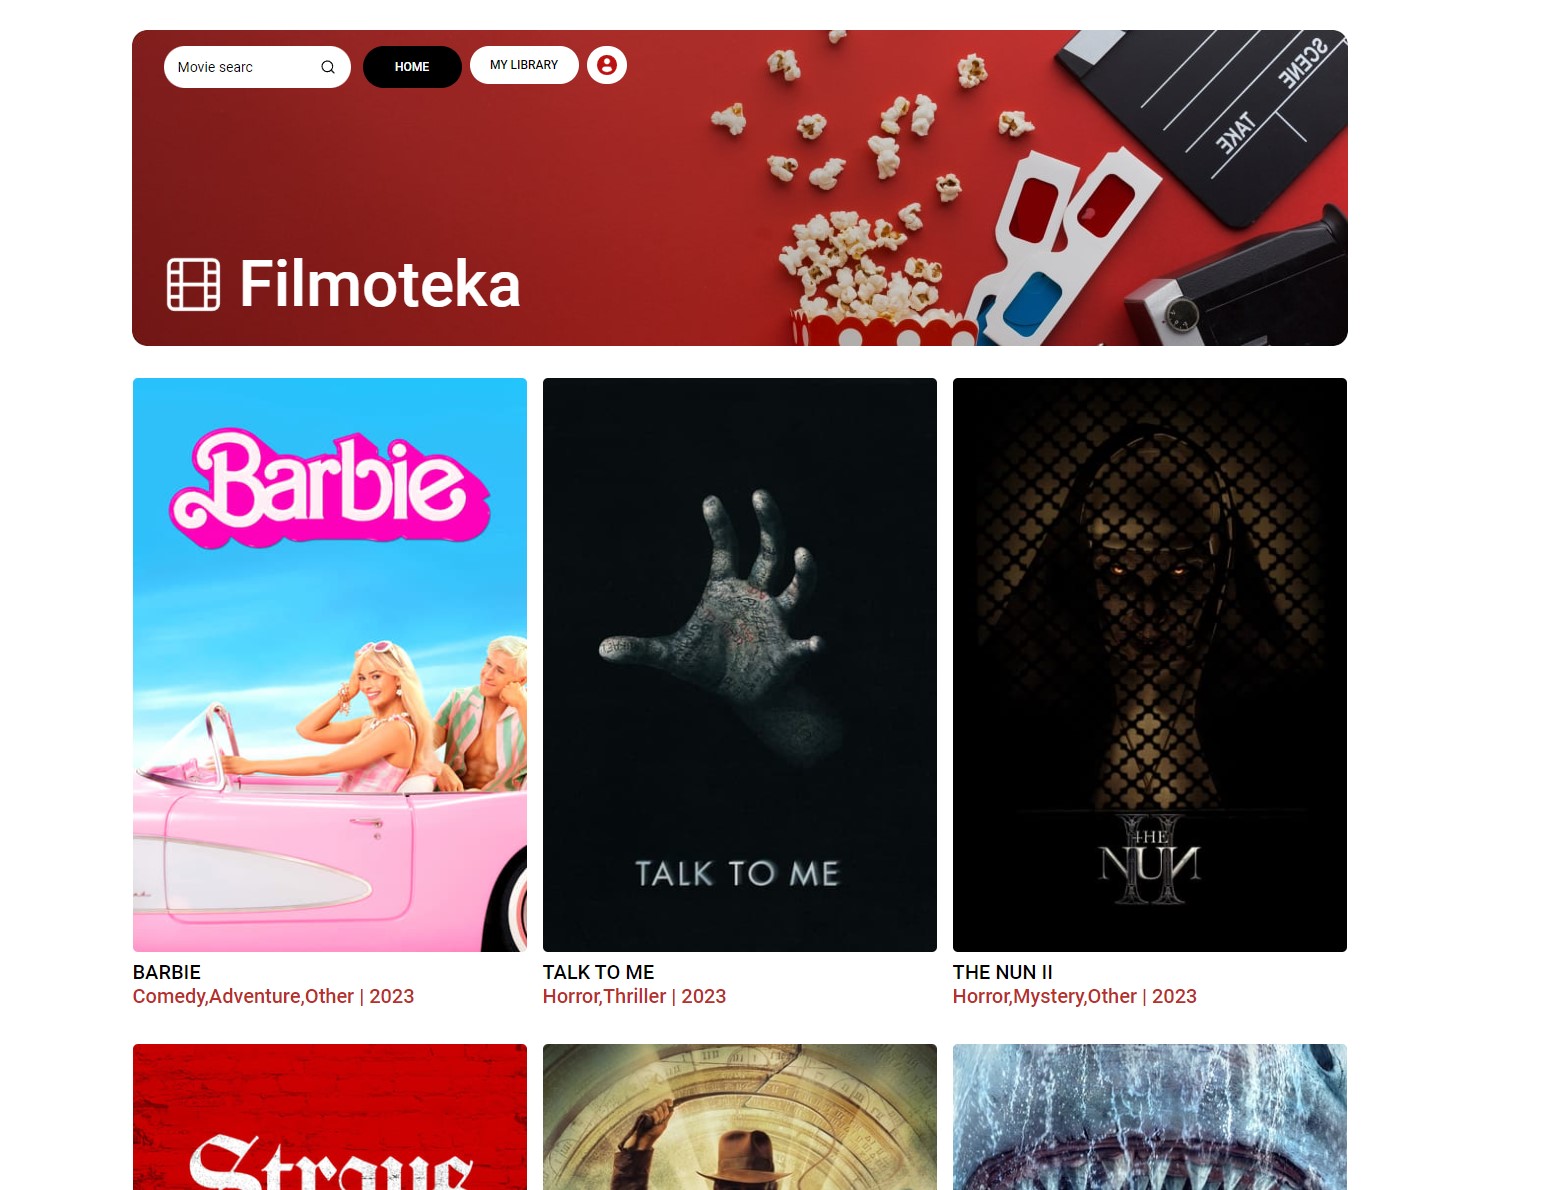 Movie searc
HOME
MY LIBRARY
SCENE
TAKE
Filmoteka
Barbie
TALK TO ME
THE
NUN
II
BARBIE
Comedy,Adventure,Other | 2023
TALK TO ME
Horror,Thriller | 2023
THE NUN II
Horror,Mystery,Other | 2023
Strays